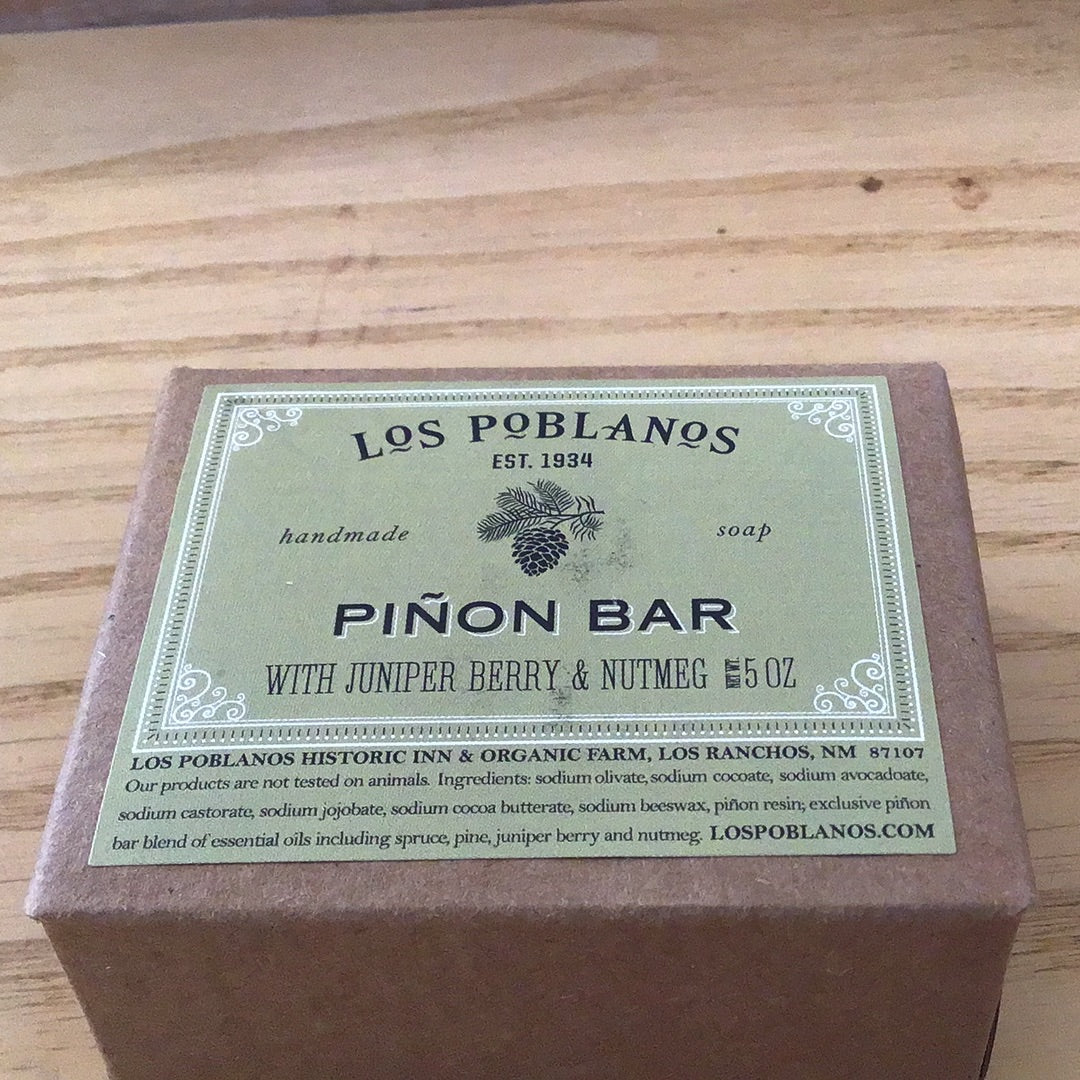 LOS POBLANOS
EST. 1934
handmade soap
PIÑON BAR
WITH JUNIPER BERRY & NUTMEG NET WT. 5 OZ
LOS POBLANOS HISTORIC INN & ORGANIC FARM, LOS RANCHOS, NM 87107
Our products are not tested on animals. Ingredients: sodium olivate, sodium cocoate, sodium avocadoate,
sodium castorate, sodium jojobate, sodium cocoa butterate, sodium beeswax, piñon resin; exclusive piñon
bar blend of essential oils including spruce, pine, juniper berry and nutmeg. LOSPOBLANOS.COM